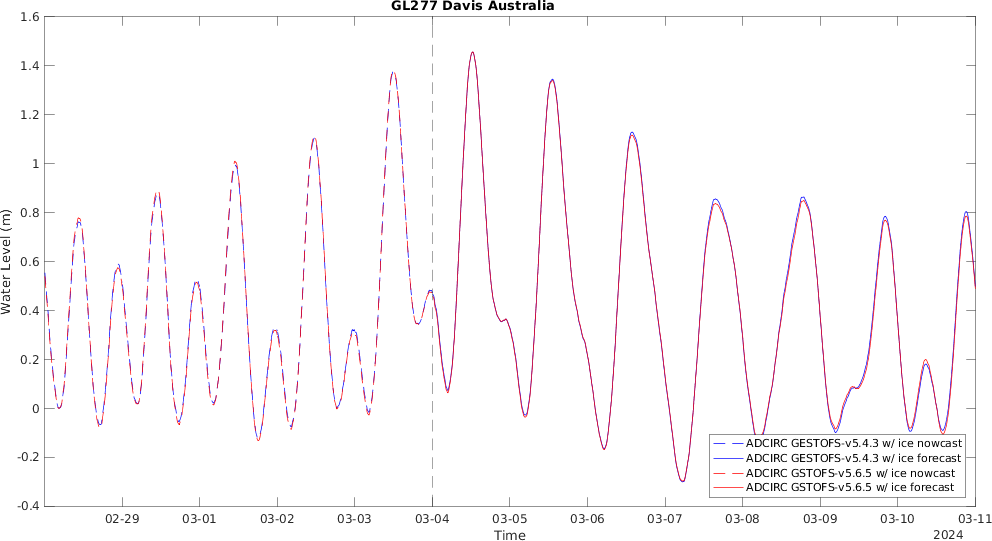 GL277 Davis Australia
1.6
1.4
1.2
1
0.8
0.6
0.4
0.2
0
-0.2
-0.4
Water Level (m)
ADCIRC GESTOFS-v5.4.3 w/ ice nowcast
ADCIRC GESTOFS-v5.4.3 w/ ice forecast
ADCIRC GSTOFS-v5.6.5 w/ ice nowcast
ADCIRC GSTOFS-v5.6.5 w/ ice forecast
02-29 03-01 03-02 03-03 03-04 03-05 03-06 03-07 03-08 03-09 03-10 03-11
Time
2024